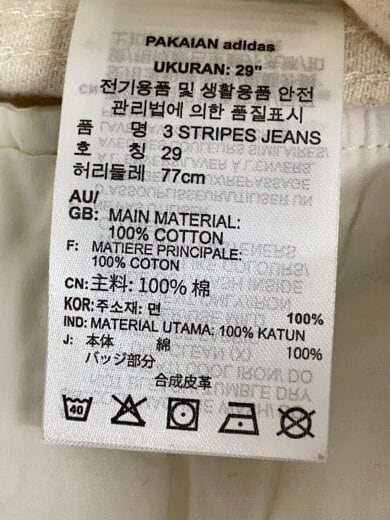 PAKAIAN adidas
UKURAN: 29"
전기용품 및 생활용품 안전
관리법에 의한 품질표시
품 명 3 STRIPES JEANS
호 칭 29
허리둘레 77cm
AU/
GB: MAIN MATERIAL:
100% COTTON
F: MATIERE PRINCIPALE:
100% COTON
CN: 主料: 100% 棉
KOR: 주소재: 면 100%
IND: MATERIAL UTAMA: 100% KATUN
J: 本体 綿 100%
バッジ部分
合成皮革
40